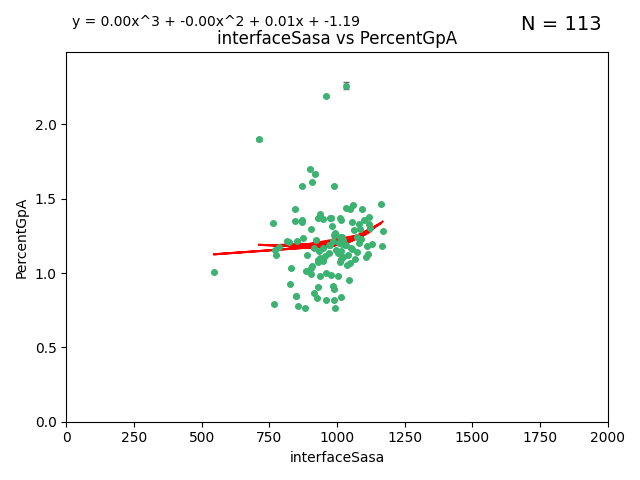 y = 0.00x^3 + -0.00x^2 + 0.01x + -1.19
N = 113
interfaceSasa vs PercentGpA
PercentGpA
2.0
1.5
1.0
0.5
0.0
0 250 500 750 1000 1250 1500 1750 2000
interfaceSasa